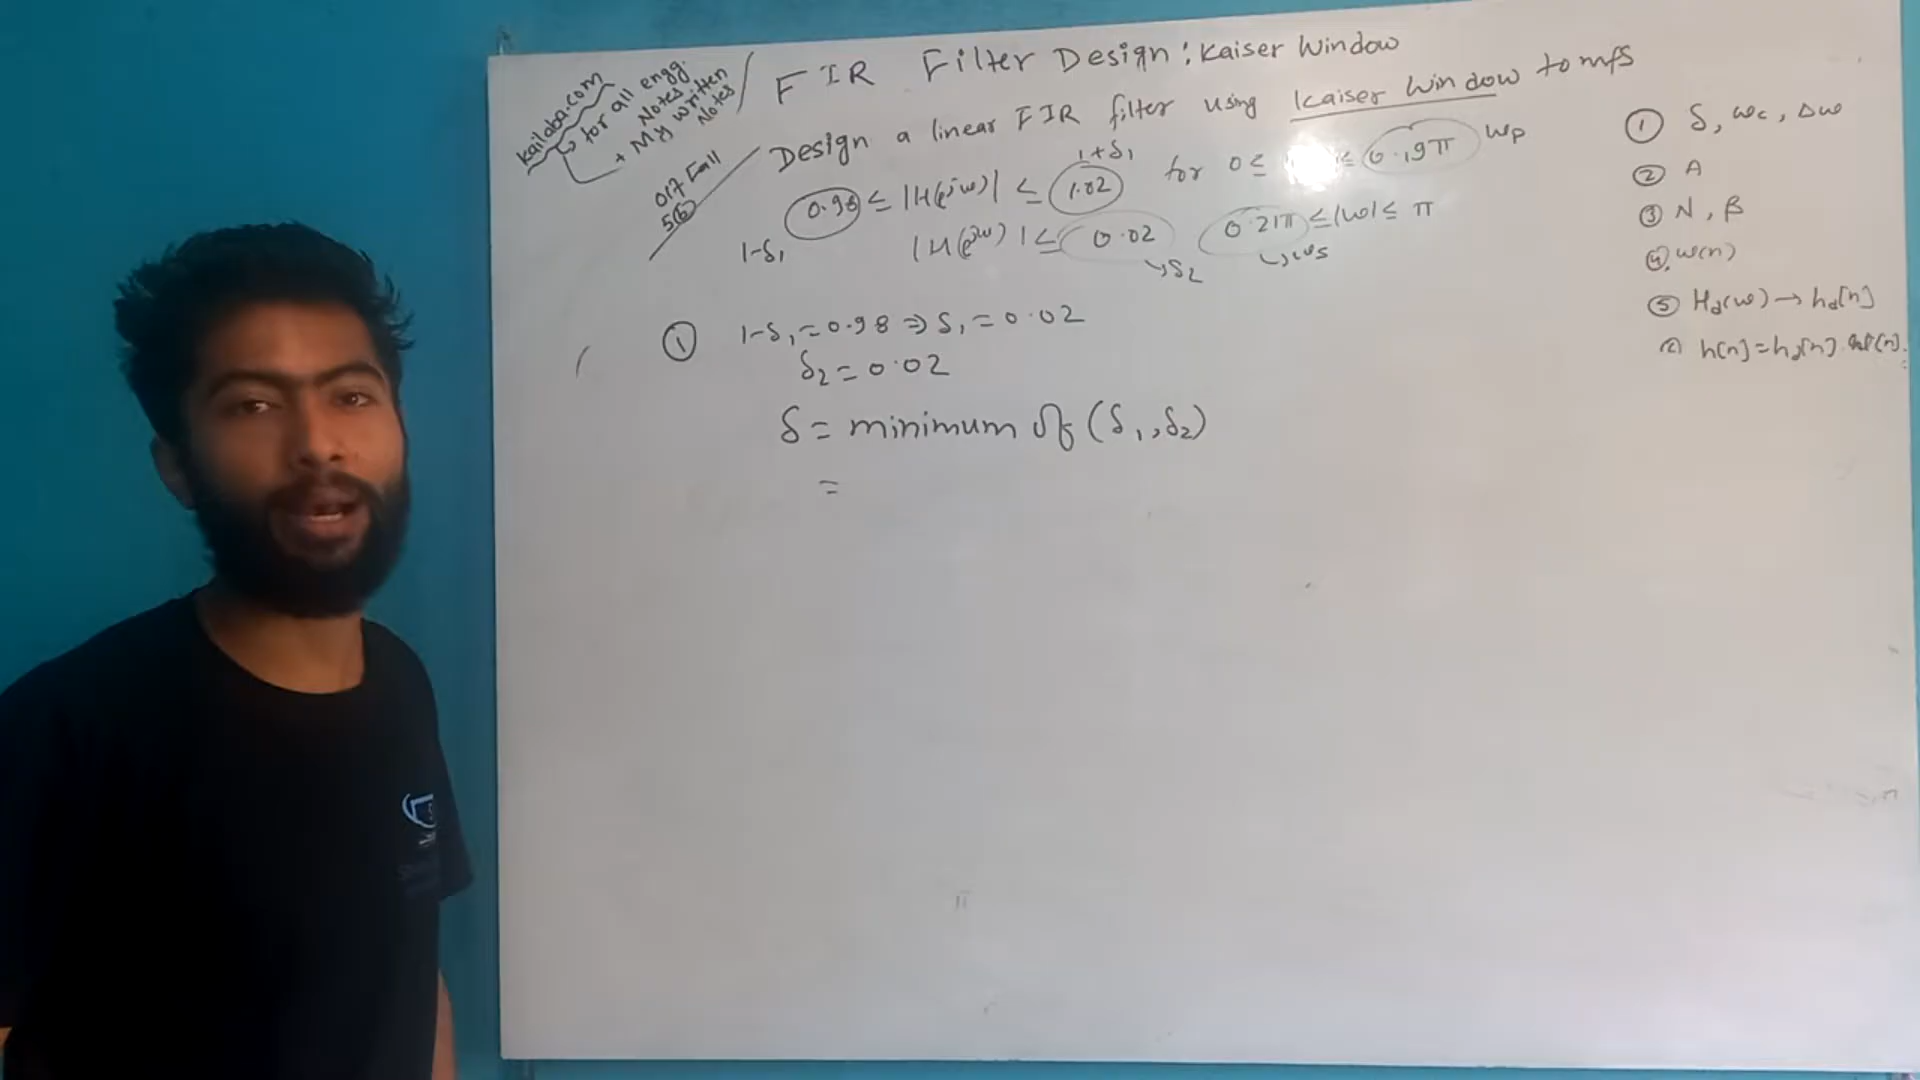 kailaba.com
for all engg.
Notes
+ My written
Notes
FIR Filter Design: Kaiser Window
017 Fall
5(b)
Design a linear FIR filter using Kaiser Window to mfs
1+δ₁
0.98 ≤ |H(e^jω)| ≤ 1.02 for 0 ≤ ≤ 0.19π ωp
1-δ₁
|H(e^jω)| ≤ 0.02 0.21π ≤ |ω| ≤ π
↳δ₂ ↳ωs
① 1-δ₁ = 0.98 ⇒ δ₁ = 0.02
δ₂ = 0.02
δ = minimum of (δ₁, δ₂)
=
① δ, ωc, Δω
② A
③ N, β
④ w(n)
⑤ Hd(ω) → hd[n]
h[n] = hd[n].